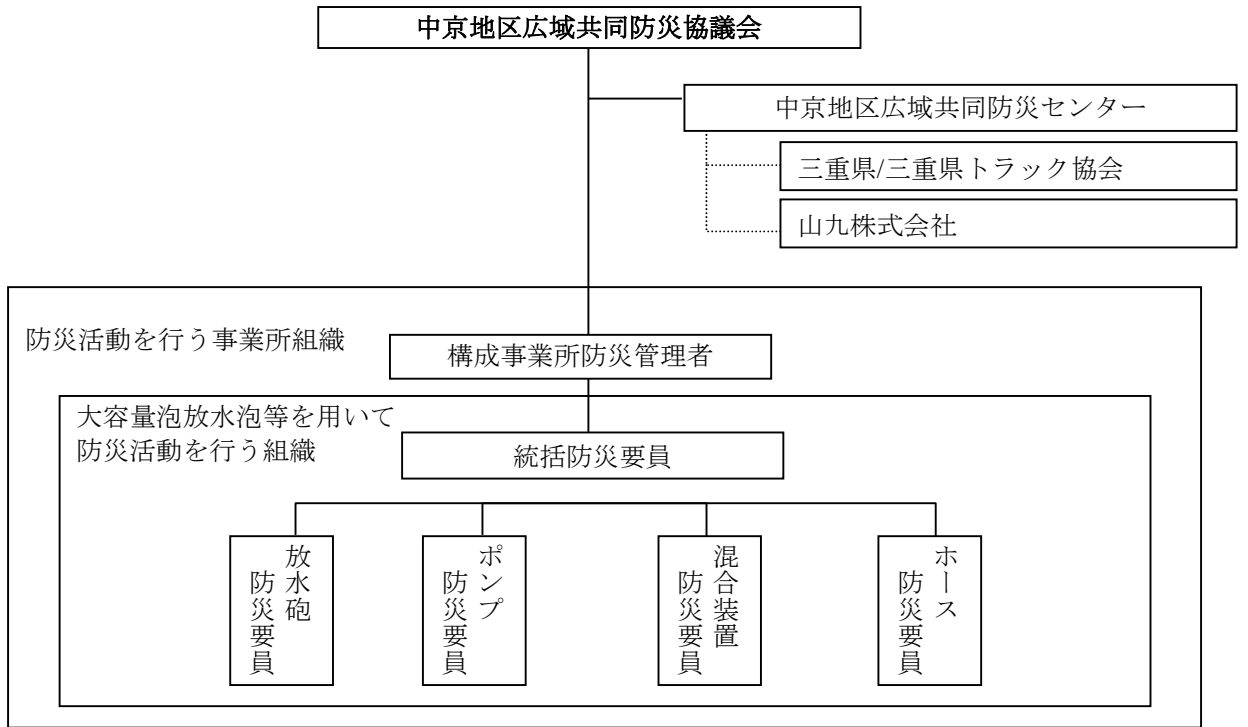 中京地区広域共同防災協議会
中京地区広域共同防災センター
三重県/三重県トラック協会
山九株式会社
防災活動を行う事業所組織
構成事業所防災管理者
大容量泡放水泡等を用いて
防災活動を行う組織
統括防災要員
放水砲
防災要員
ポンプ
防災要員
混合装置
防災要員
ホース
防災要員